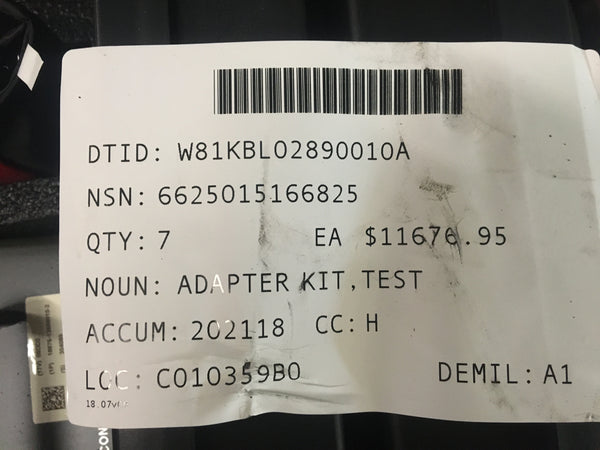 DTID: W81KBL02890010A
NSN: 6625015166825
QTY: 7 EA $11676.95
NOUN: ADAPTER KIT,TEST
ACCUM: 202118 CC: H
LOC: C010359B0 DEMIL: A1
CON